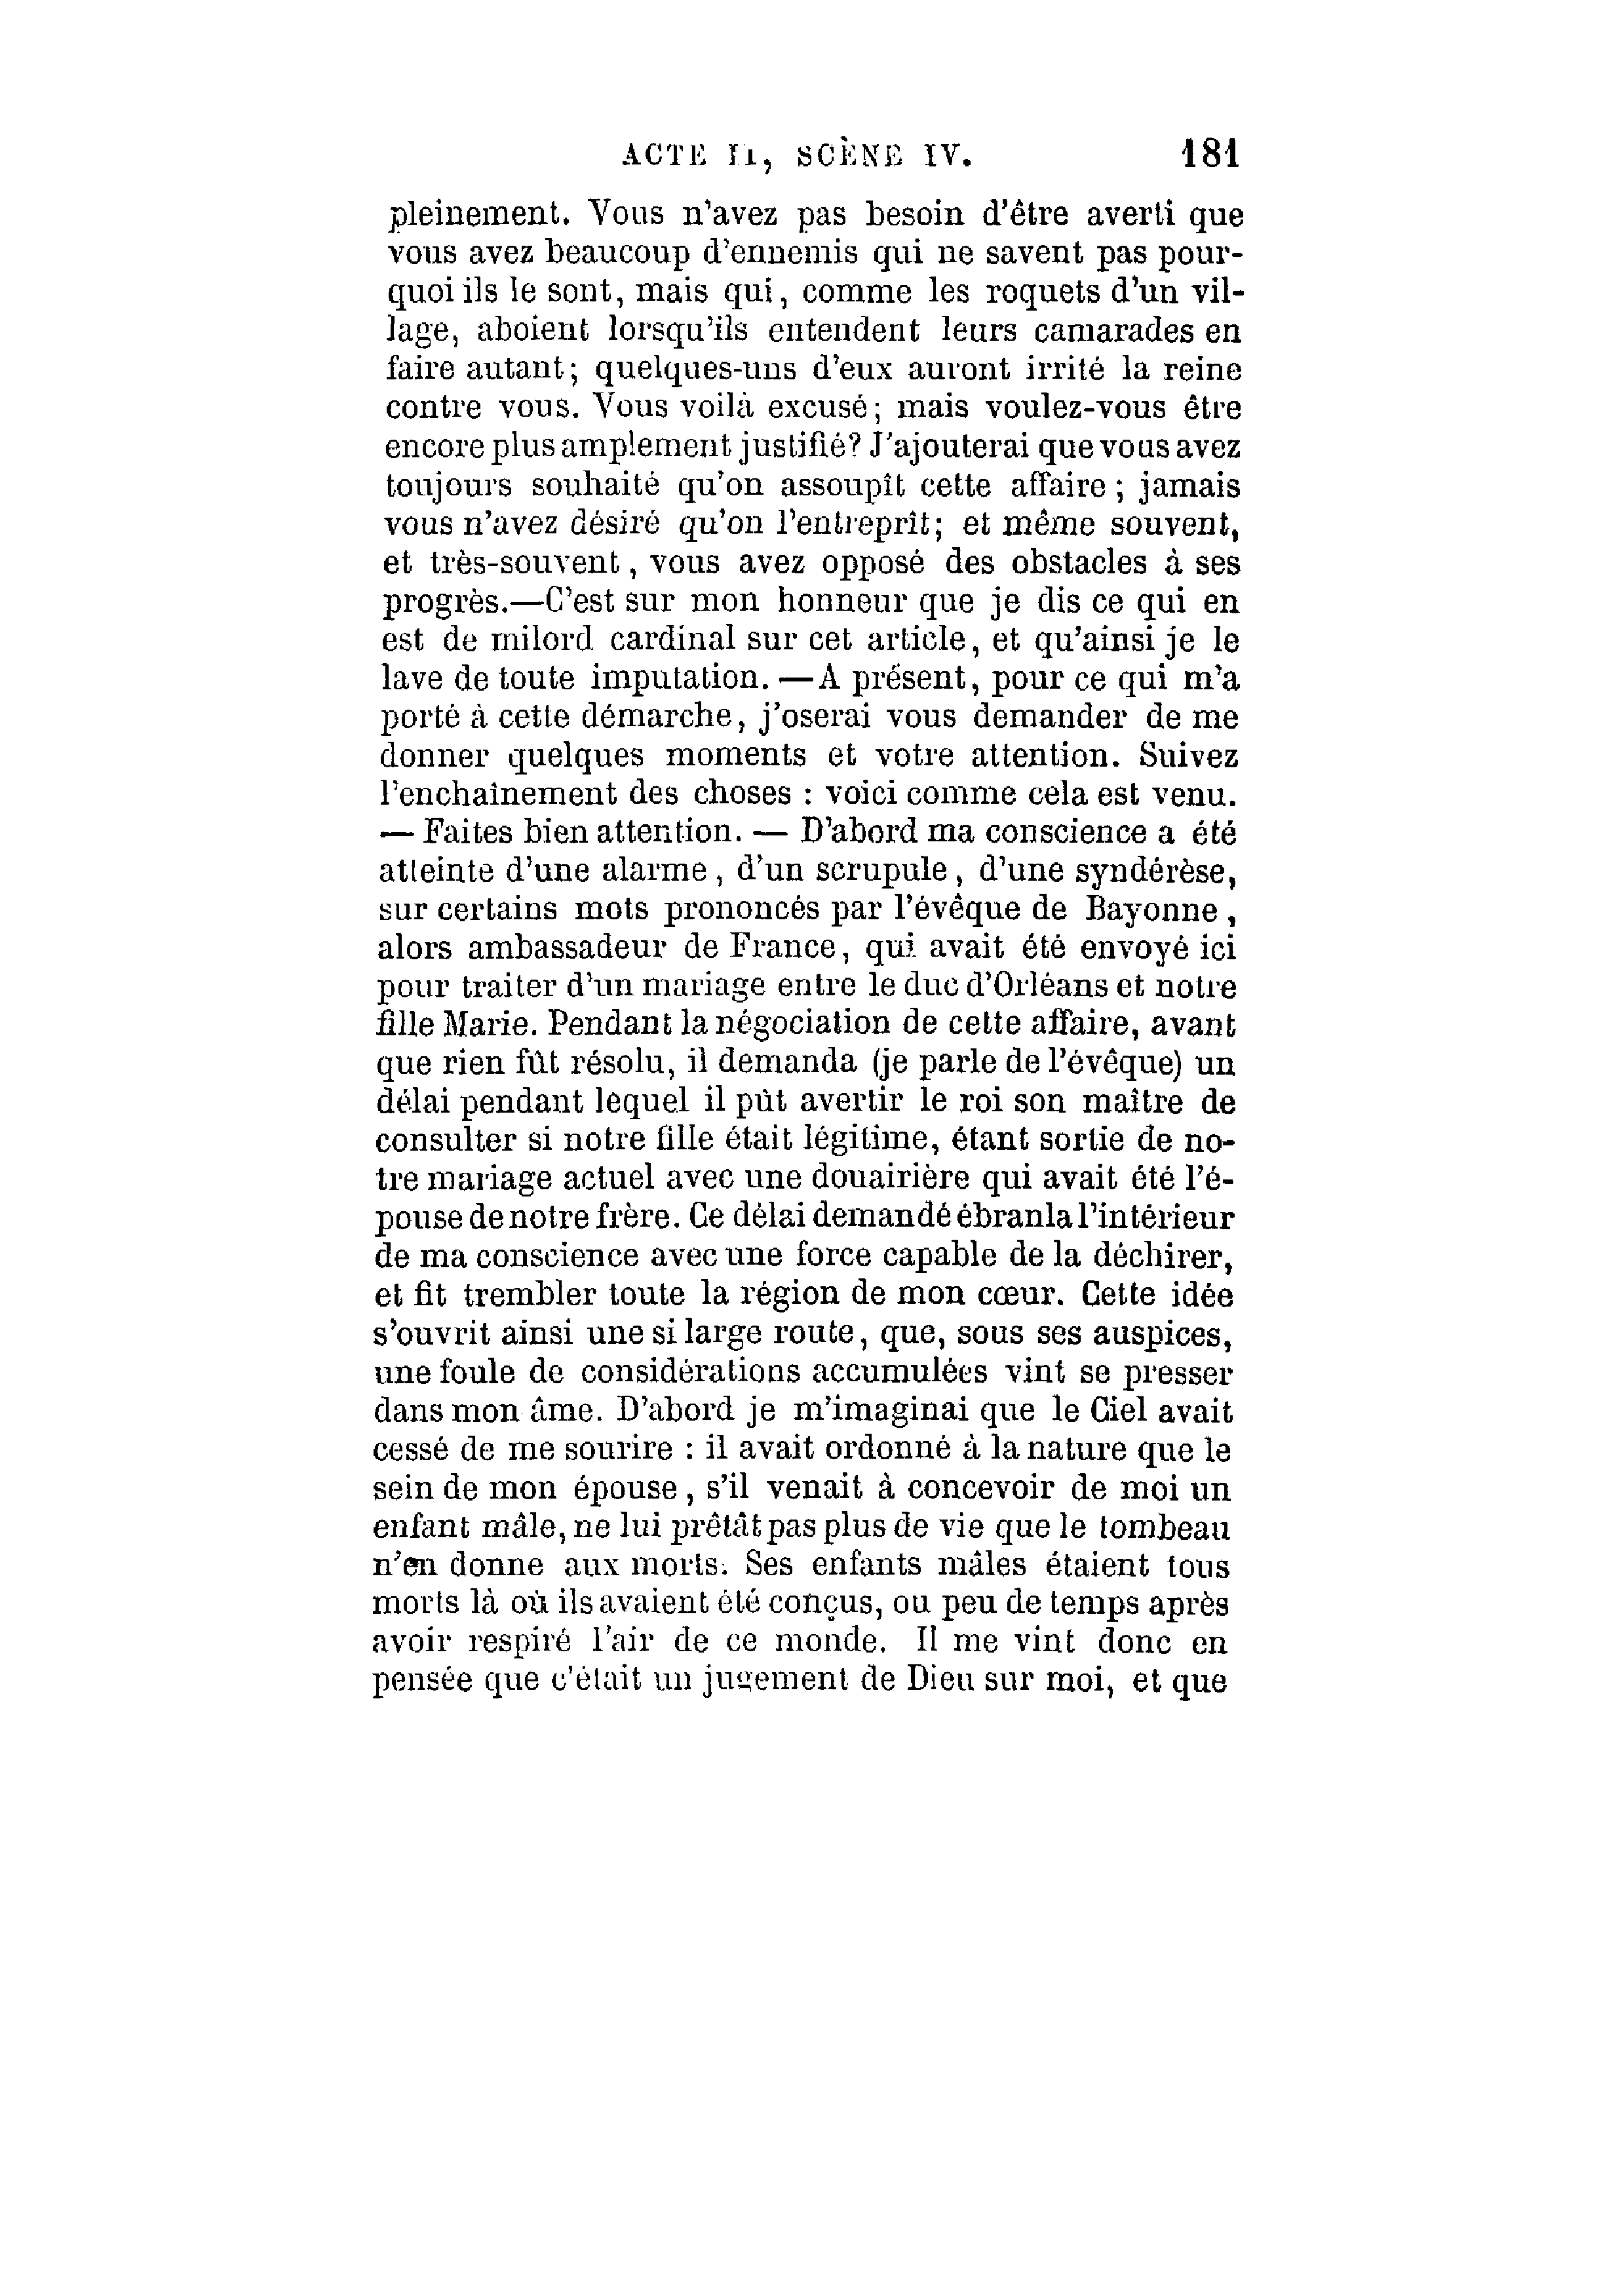 ACTE II, SCÈNE IV. 181
pleinement. Vous n'avez pas besoin d'être averti que
vous avez beaucoup d'ennemis qui ne savent pas pour-
quoi ils le sont, mais qui, comme les roquets d'un vil-
lage, aboient lorsqu'ils entendent leurs camarades en
faire autant; quelques-uns d'eux auront irrité la reine
contre vous. Vous voilà excusé; mais voulez-vous être
encore plus amplement justifié? J'ajouterai que vous avez
toujours souhaité qu'on assoupît cette affaire; jamais
vous n'avez désiré qu'on l'entreprît; et même souvent,
et très-souvent, vous avez opposé des obstacles à ses
progrès.—C'est sur mon honneur que je dis ce qui en
est de milord cardinal sur cet article, et qu'ainsi je le
lave de toute imputation. —A présent, pour ce qui m'a
porté à cette démarche, j'oserai vous demander de me
donner quelques moments et votre attention. Suivez
l'enchaînement des choses : voici comme cela est venu.
— Faites bien attention. — D'abord ma conscience a été
atteinte d'une alarme, d'un scrupule, d'une syndérèse,
sur certains mots prononcés par l'évêque de Bayonne,
alors ambassadeur de France, qui avait été envoyé ici
pour traiter d'un mariage entre le duc d'Orléans et notre
fille Marie. Pendant la négociation de cette affaire, avant
que rien fût résolu, il demanda (je parle de l'évêque) un
délai pendant lequel il pût avertir le roi son maître de
consulter si notre fille était légitime, étant sortie de no-
tre mariage actuel avec une douairière qui avait été l'é-
pouse de notre frère. Ce délai demandé ébranla l'intérieur
de ma conscience avec une force capable de la déchirer,
et fit trembler toute la région de mon cœur. Cette idée
s'ouvrit ainsi une si large route, que, sous ses auspices,
une foule de considérations accumulées vint se presser
dans mon âme. D'abord je m'imaginai que le Ciel avait
cessé de me sourire : il avait ordonné à la nature que le
sein de mon épouse, s'il venait à concevoir de moi un
enfant mâle, ne lui prêtât pas plus de vie que le tombeau
n'en donne aux morts. Ses enfants mâles étaient tous
morts là où ils avaient été conçus, ou peu de temps après
avoir respiré l'air de ce monde. Il me vint donc en
pensée que c'était un jugement de Dieu sur moi, et que